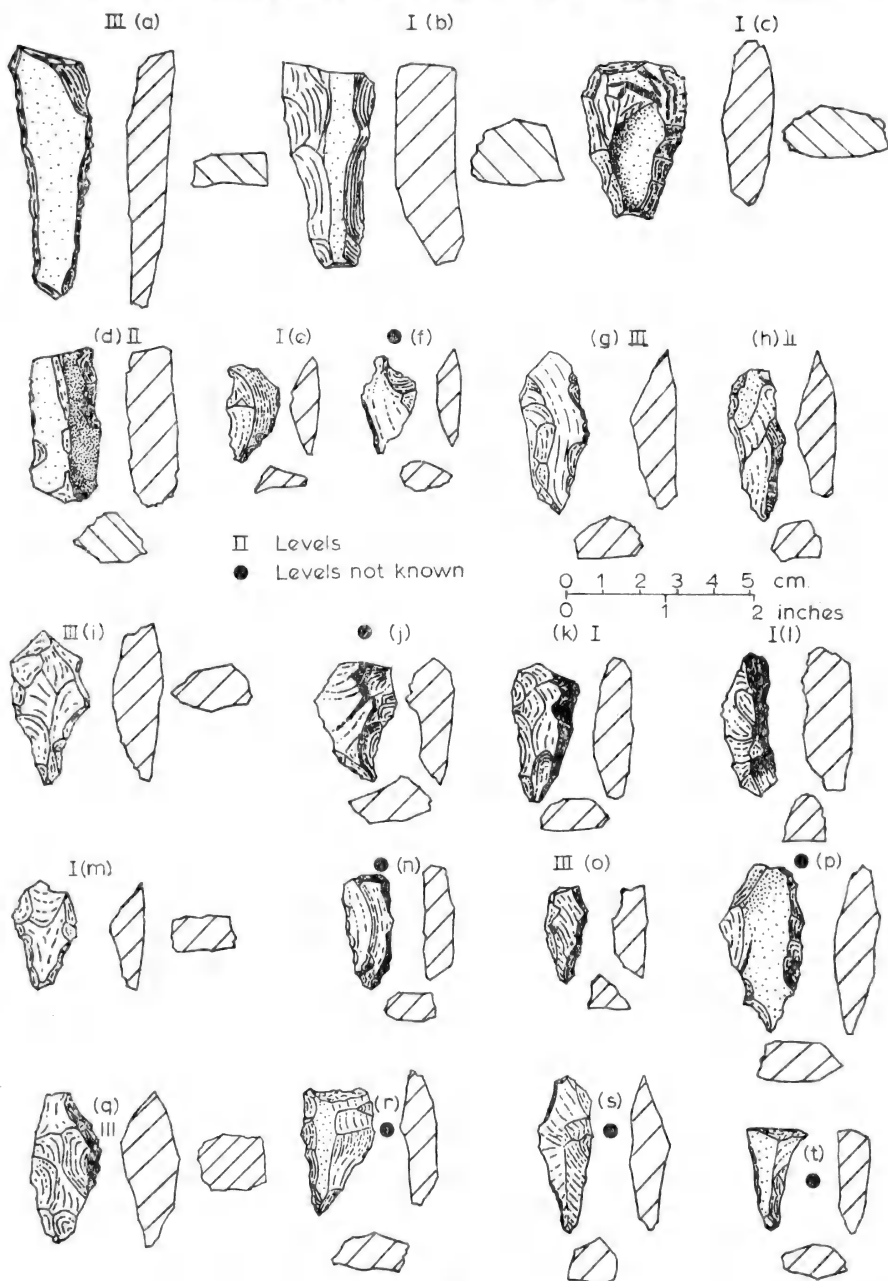 III (a) I (b) I (c)
(d) II I (e) ● (f) (g) III (h) II
II Levels
● Levels not known
0 1 2 3 4 5 cm.
0 1 2 inches
III (i) ● (j) (k) I I (l)
I (m) ● (n) III (o) ● (p)
(q) (r) (s) (t)
III ● ● ●